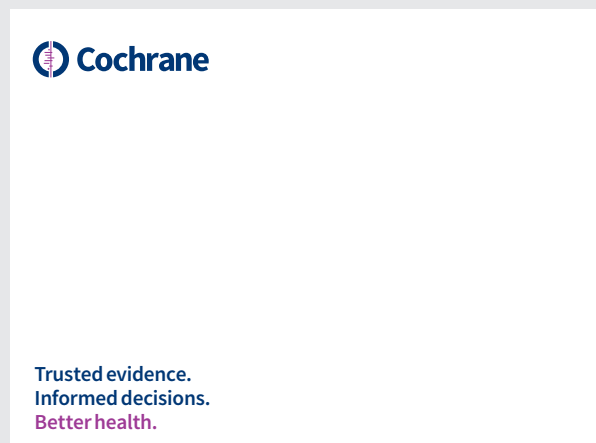 Cochrane
Trusted evidence.
Informed decisions.
Better health.